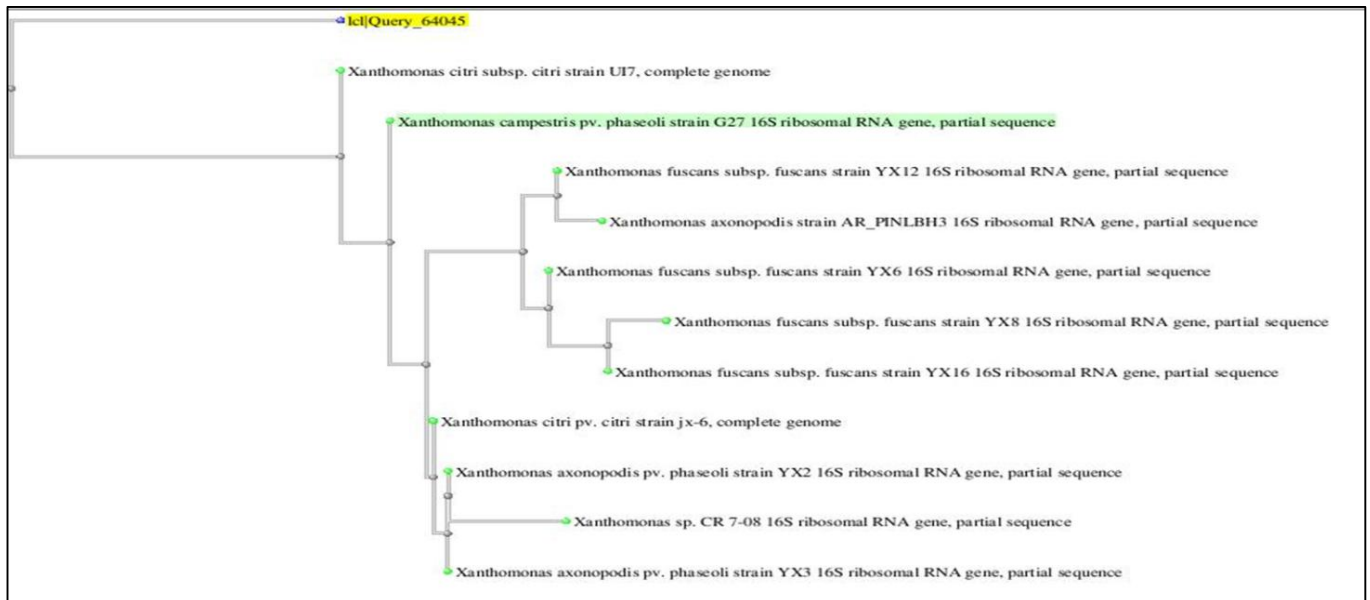 lcl|Query_64045
Xanthomonas citri subsp. citri strain UI7, complete genome
Xanthomonas campestris pv. phaseoli strain G27 16S ribosomal RNA gene, partial sequence
Xanthomonas fuscans subsp. fuscans strain YX12 16S ribosomal RNA gene, partial sequence
Xanthomonas axonopodis strain AR_PINLBH3 16S ribosomal RNA gene, partial sequence
Xanthomonas fuscans subsp. fuscans strain YX6 16S ribosomal RNA gene, partial sequence
Xanthomonas fuscans subsp. fuscans strain YX8 16S ribosomal RNA gene, partial sequence
Xanthomonas fuscans subsp. fuscans strain YX16 16S ribosomal RNA gene, partial sequence
Xanthomonas citri pv. citri strain jx-6, complete genome
Xanthomonas axonopodis pv. phaseoli strain YX2 16S ribosomal RNA gene, partial sequence
Xanthomonas sp. CR 7-08 16S ribosomal RNA gene, partial sequence
Xanthomonas axonopodis pv. phaseoli strain YX3 16S ribosomal RNA gene, partial sequence